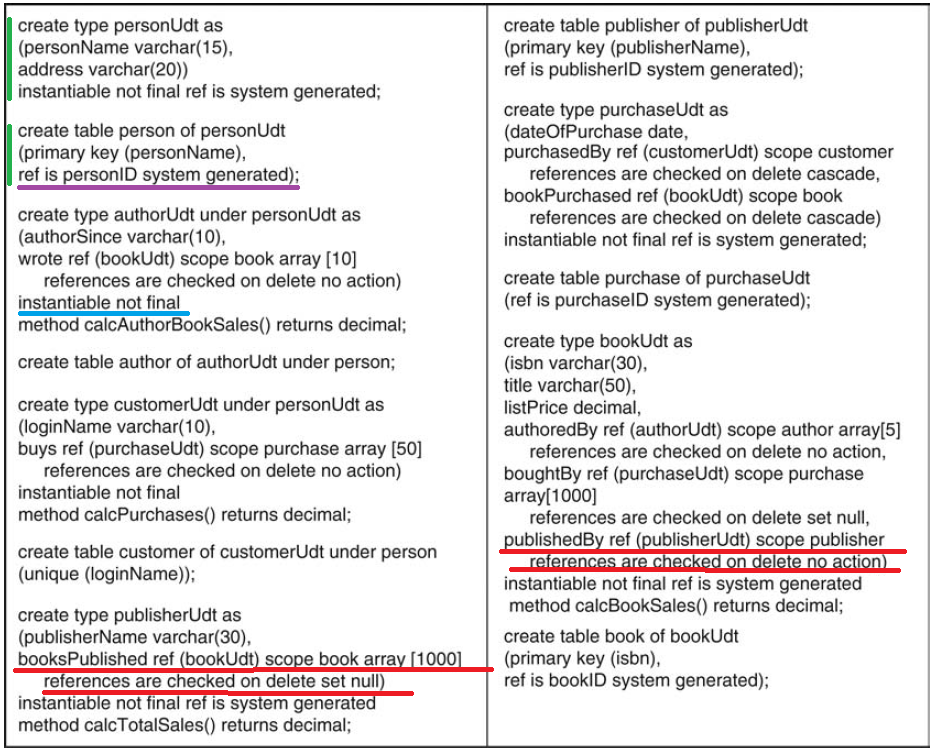 create type personUdt as
(personName varchar(15),
address varchar(20))
instantiable not final ref is system generated;
create table person of personUdt
(primary key (personName),
ref is personID system generated);
create type authorUdt under personUdt as
(authorSince varchar(10),
wrote ref (bookUdt) scope book array [10]
references are checked on delete no action)
instantiable not final
method calcAuthorBookSales() returns decimal;
create table author of authorUdt under person;
create type customerUdt under personUdt as
(loginName varchar(10),
buys ref (purchaseUdt) scope purchase array [50]
references are checked on delete no action)
instantiable not final
method calcPurchases() returns decimal;
create table customer of customerUdt under person
(unique (loginName));
create type publisherUdt as
(publisherName varchar(30),
booksPublished ref (bookUdt) scope book array [1000]
references are checked on delete set null)
instantiable not final ref is system generated
method calcTotalSales() returns decimal;
create table publisher of publisherUdt
(primary key (publisherName),
ref is publisherID system generated);
create type purchaseUdt as
(dateOfPurchase date,
purchasedBy ref (customerUdt) scope customer
references are checked on delete cascade,
bookPurchased ref (bookUdt) scope book
references are checked on delete cascade)
instantiable not final ref is system generated;
create table purchase of purchaseUdt
(ref is purchaseID system generated);
create type bookUdt as
(isbn varchar(30),
title varchar(50),
listPrice decimal,
authoredBy ref (authorUdt) scope author array[5]
references are checked on delete no action,
boughtBy ref (purchaseUdt) scope purchase
array[1000]
references are checked on delete set null,
publishedBy ref (publisherUdt) scope publisher
references are checked on delete no action)
instantiable not final ref is system generated
method calcBookSales() returns decimal;
create table book of bookUdt
(primary key (isbn),
ref is bookID system generated);